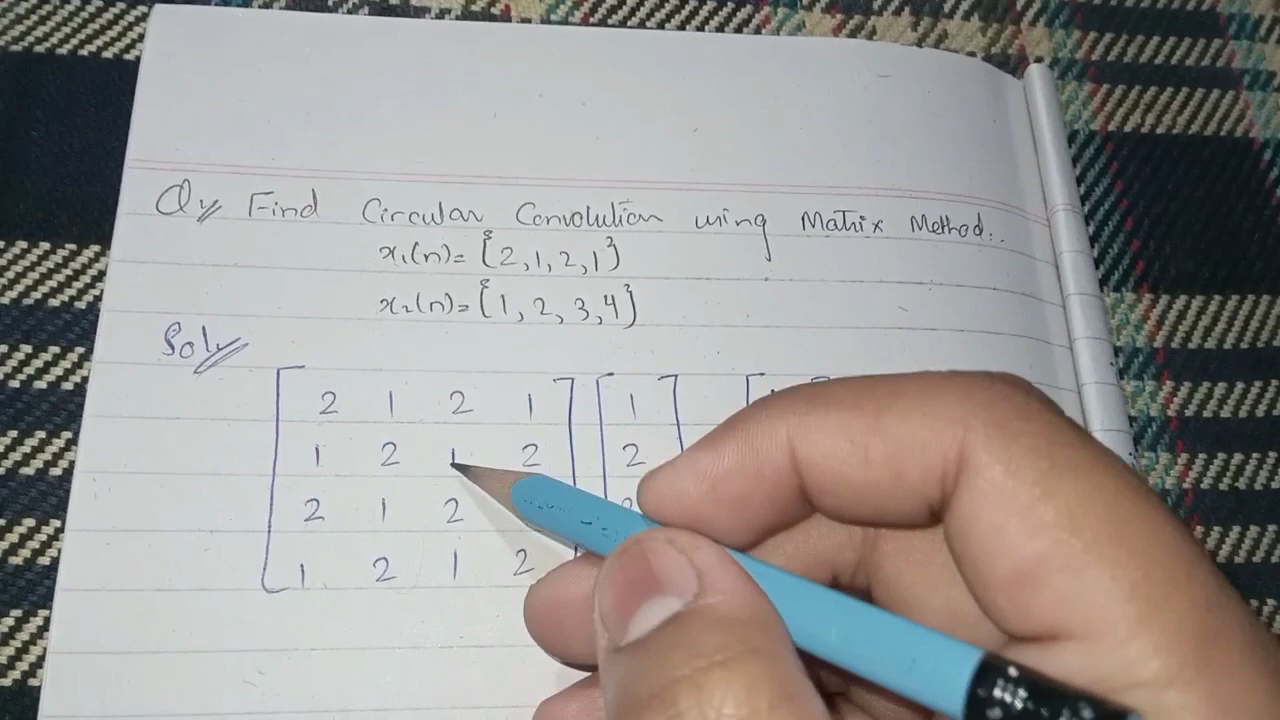 Q Find Circular Convolution using Matrix Method:.
x₁(n)= {2,1,2,1}
x₂(n)= {1,2,3,4}
Sol
2 1 2 1 1
1 2 1 2 2
2 1 2
1 2 1 2